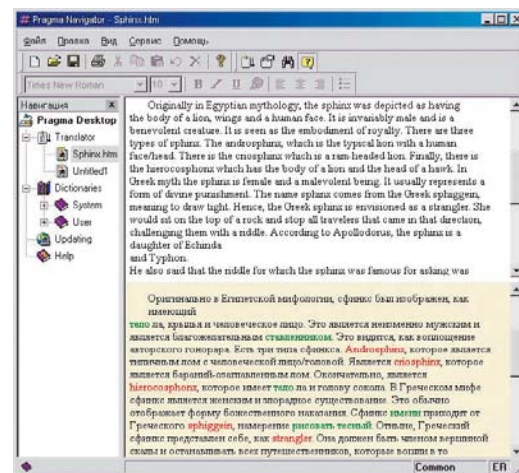 Pragma Navigator - Sphinx.htm
Файл Правка Вид Сервис Помощь
Times New Roman 10 B I U
Навигация
Pragma Desktop
Translator
Sphinx.htm
Untitled1
Dictionaries
System
User
Updating
Help
Originally in Egyptian mythology, the sphinx was depicted as having
the body of a lion, wings and a human face. It is invariably male and is a
benevolent creature. It is seen as the embodiment of royalty. There are three
types of sphinx. The androsphinx, which is the typical lion with a human
face/head. There is the criosphinx which is a ram-headed lion. Finally, there is
the hierocosphonx which has the body of a lion and the head of a hawk. In
Greek myth the sphinx is female and a malevolent being. It usually represents a
form of divine punishment. The name sphinx comes from the Greek sphiggein,
meaning to draw tight. Hence, the Greek sphinx is envisioned as a strangler. She
would sit on the top of a rock and stop all travelers that came in that direction,
challenging them with a riddle. According to Apollodorus, the sphinx is a
daughter of Echinda
and Typhon.
He also said that the riddle for which the sphinx was famous for asking was
Оригинально в Египетской мифологии, сфинкс был изображен, как
имеющий
тело ла, крылья и человеческое лицо. Это является неизменно мужским и
является благожелательным ставленником. Это видится, как воплощение
авторского гонорара. Есть три типа сфинкса. Androsphinx, которое является
типичным лом с человеческой лицо/головой. Является criosphinx, которое
является бараний-озаглавленным лом. Окончательно, является
hierocosphonx, которое имеет тело ла и голову сокола. В Греческом мифе
сфинкс является женским и злорадное существование. Это обычно
отображает форму божественного наказания. Сфинкс имени приходит от
Греческого sphiggein, намерение рисовать тесный. Отныне, Греческий
сфинкс представлен себе, как strangler. Она должен быть членом вершиной
скалы и останавливать всех путешественников, которые вошли в то
Common ER